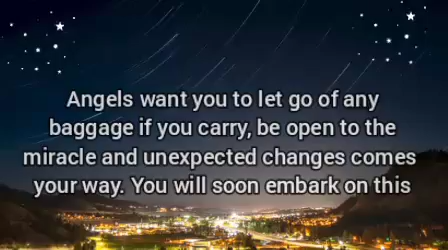 Angels want you to let go of any
baggage if you carry, be open to the
miracle and unexpected changes comes
your way. You will soon embark on this